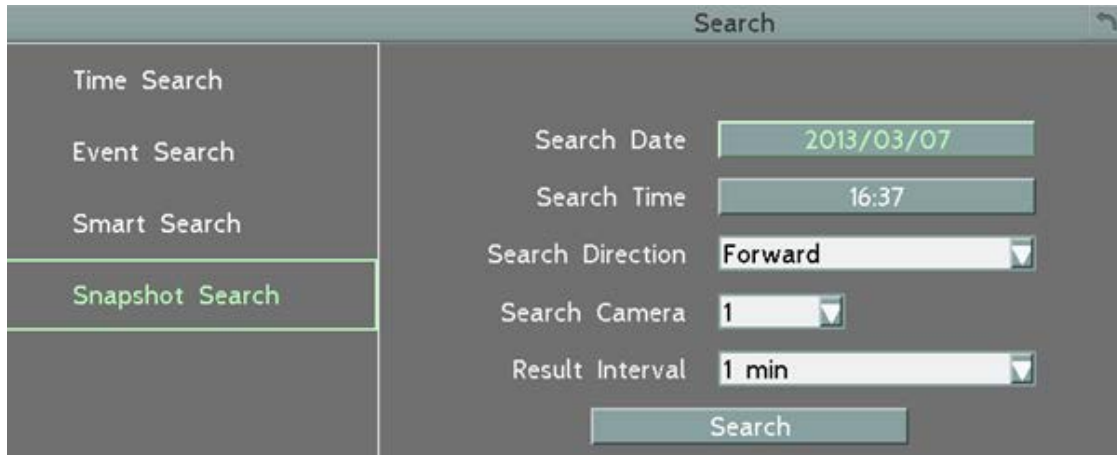 Search
Time Search
Event Search
Smart Search
Snapshot Search
Search Date 2013/03/07
Search Time 16:37
Search Direction Forward
Search Camera 1
Result Interval 1 min
Search